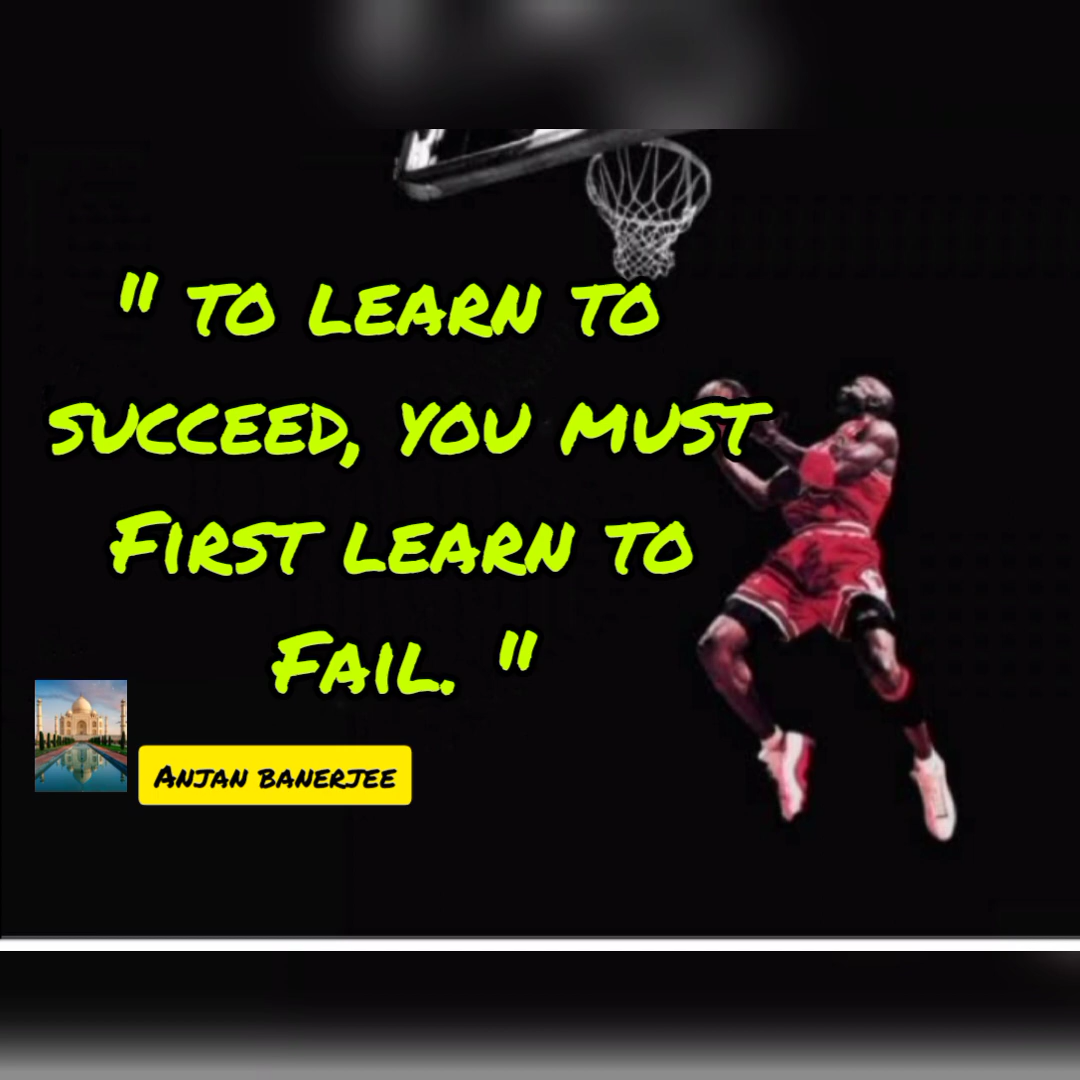 " TO LEARN TO
SUCCEED, YOU MUST
FIRST LEARN TO
FAIL. "
ANJAN BANERJEE